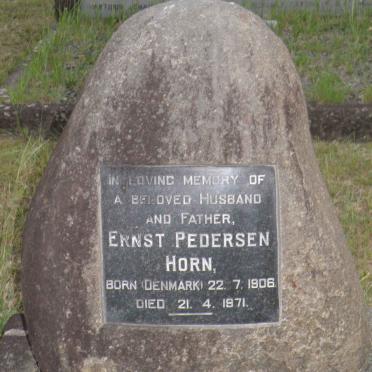 IN LOVING MEMORY OF
A BELOVED HUSBAND
AND FATHER,
ERNST PEDERSEN
HORN,
BORN (DENMARK) 22. 7. 1906.
DIED 21. 4. 1971.